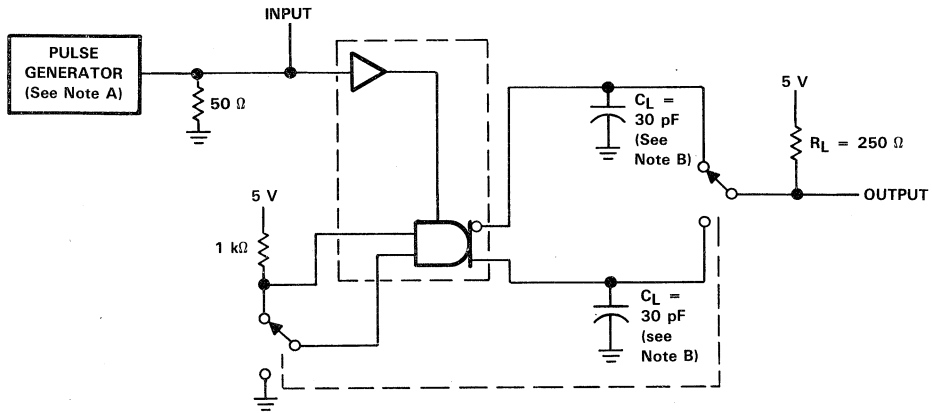 INPUT
PULSE
GENERATOR
(See Note A)
50 Ω
5 V
1 kΩ
C_L =
30 pF
(See
Note B)
5 V
R_L = 250 Ω
OUTPUT
C_L =
30 pF
(see
Note B)